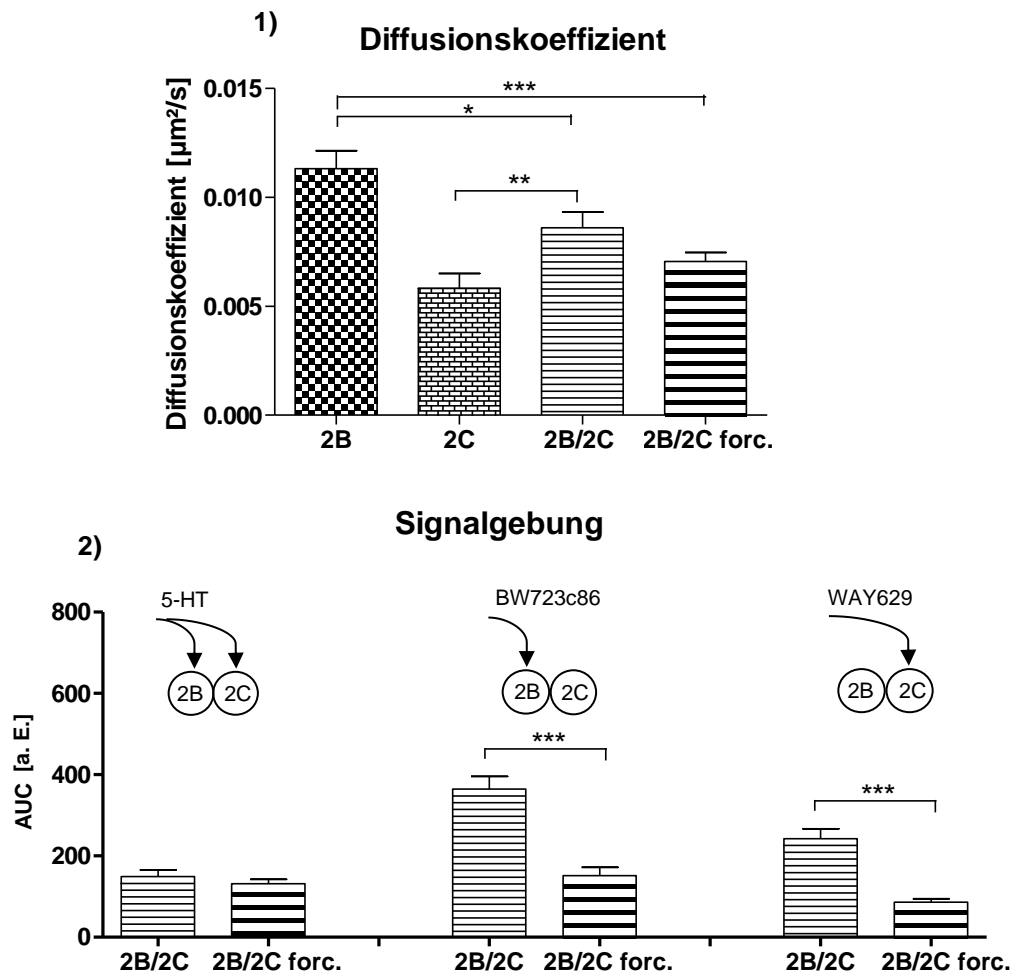 1)
Diffusionskoeffizient
Diffusionskoeffizient [µm²/s]
0.015
0.010
0.005
0.000
***
*
**
2B 2C 2B/2C 2B/2C forc.
Signalgebung
2)
5-HT BW723c86 WAY629
AUC [a. E.]
800
600
400
200
0
2B 2C 2B 2C 2B 2C
***
***
2B/2C 2B/2C forc. 2B/2C 2B/2C forc. 2B/2C 2B/2C forc.